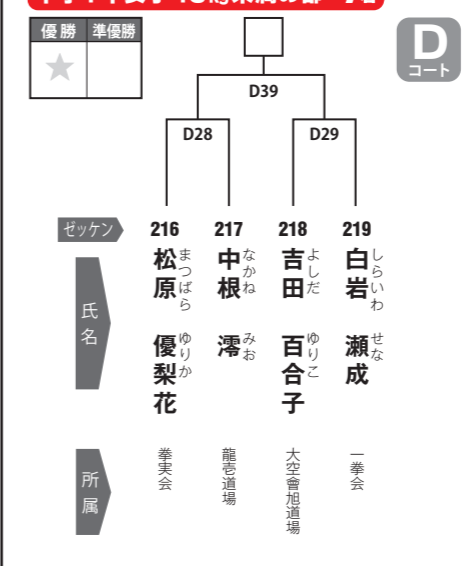 優勝 準優勝
D
コート
D39
D28 D29
ゼッケン 216 217 218 219
氏名
松原 優梨花
まつばら ゆりか
中根 澪
なかね みお
吉田 百合子
よしだ ゆりこ
白岩 瀬成
しらいわ せな
所属
拳実会
龍壱道場
大空會旭道場
一拳会